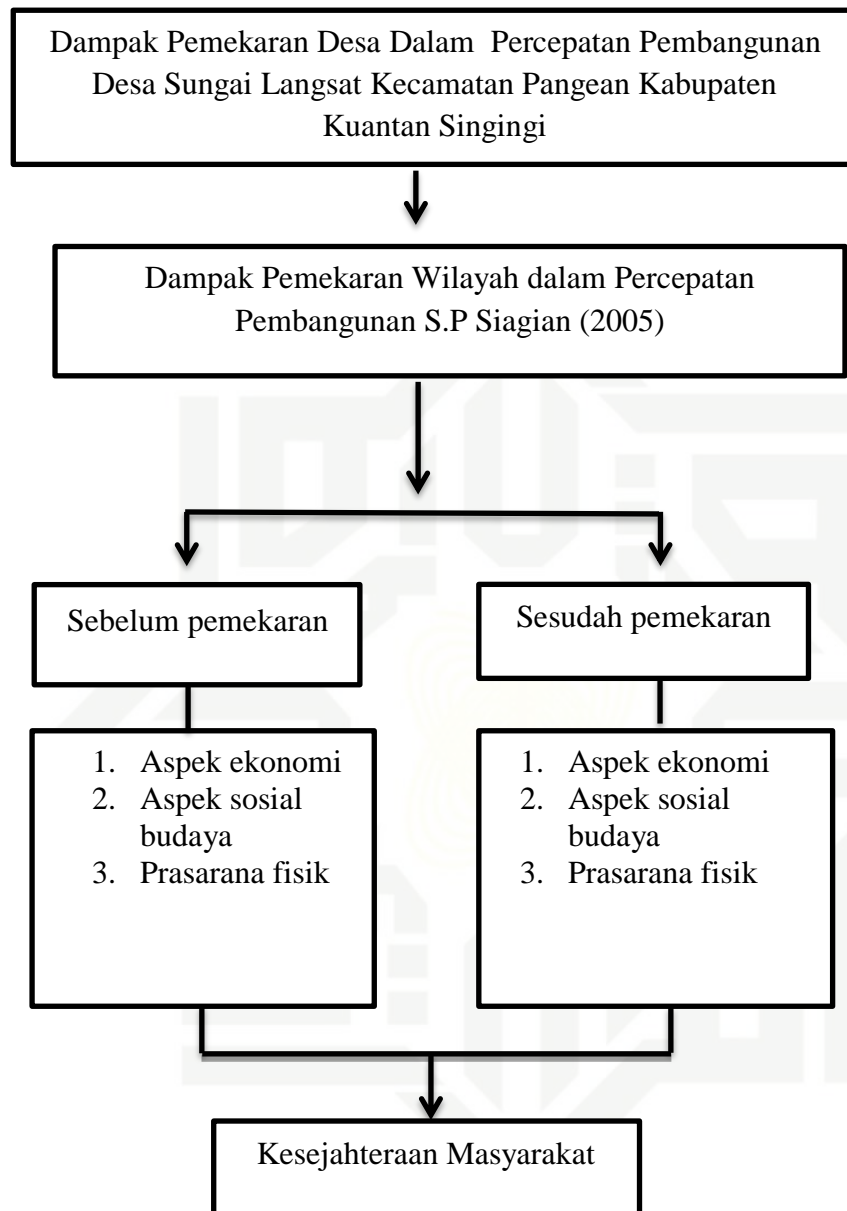 Dampak Pemekaran Desa Dalam Percepatan Pembangunan
Desa Sungai Langsat Kecamatan Pangean Kabupaten
Kuantan Singingi
Dampak Pemekaran Wilayah dalam Percepatan
Pembangunan S.P Siagian (2005)
Sebelum pemekaran
Sesudah pemekaran
1. Aspek ekonomi
2. Aspek sosial
budaya
3. Prasarana fisik
1. Aspek ekonomi
2. Aspek sosial
budaya
3. Prasarana fisik
Kesejahteraan Masyarakat